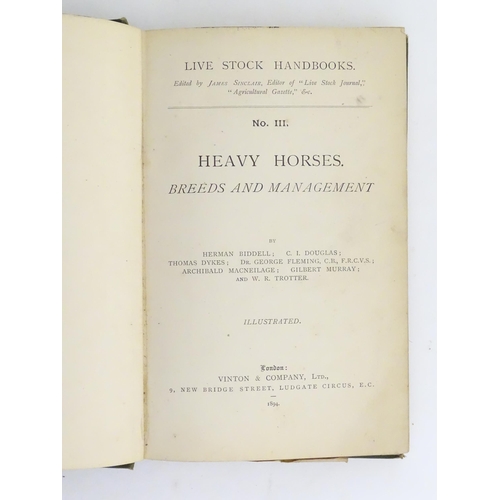 LIVE STOCK HANDBOOKS.
Edited by JAMES SINCLAIR, Editor of "Live Stock Journal,"
"Agricultural Gazette," &c.
No. III.
HEAVY HORSES.
BREEDS AND MANAGEMENT
BY
HERMAN BIDDELL; C. I. DOUGLAS;
THOMAS DYKES; DR. GEORGE FLEMING, C.B., F.R.C.V.S.;
ARCHIBALD MACNEILAGE; GILBERT MURRAY;
AND W. R. TROTTER.
ILLUSTRATED.
London:
VINTON & COMPANY, LTD.,
9, NEW BRIDGE STREET, LUDGATE CIRCUS, E.C.
—
1894.